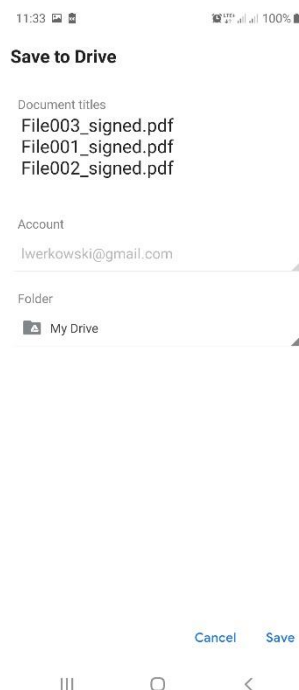 11:33 100%
Save to Drive
Document titles
File003_signed.pdf
File001_signed.pdf
File002_signed.pdf
Account
lwerkowski@gmail.com
Folder
My Drive
Cancel Save